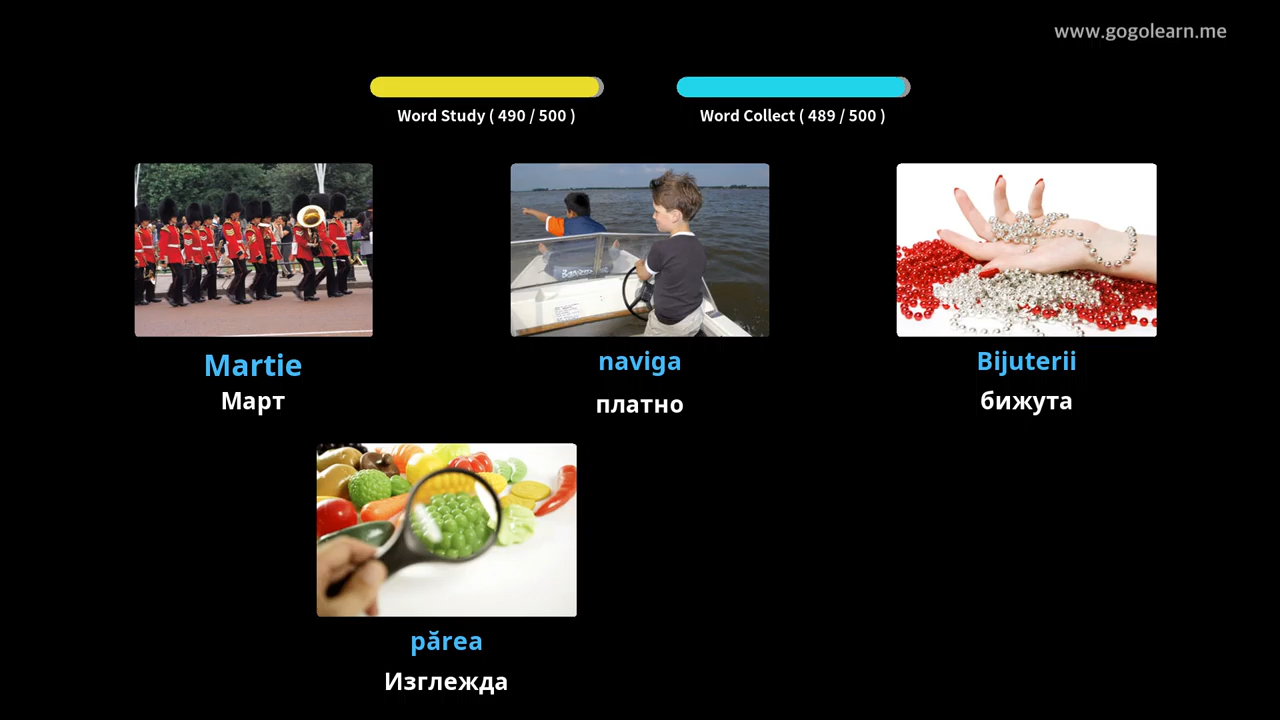 www.gogolearn.me
Word Study ( 490 / 500 )
Word Collect ( 489 / 500 )
Martie
Март
naviga
платно
Bijuterii
бижута
părea
Изглежда